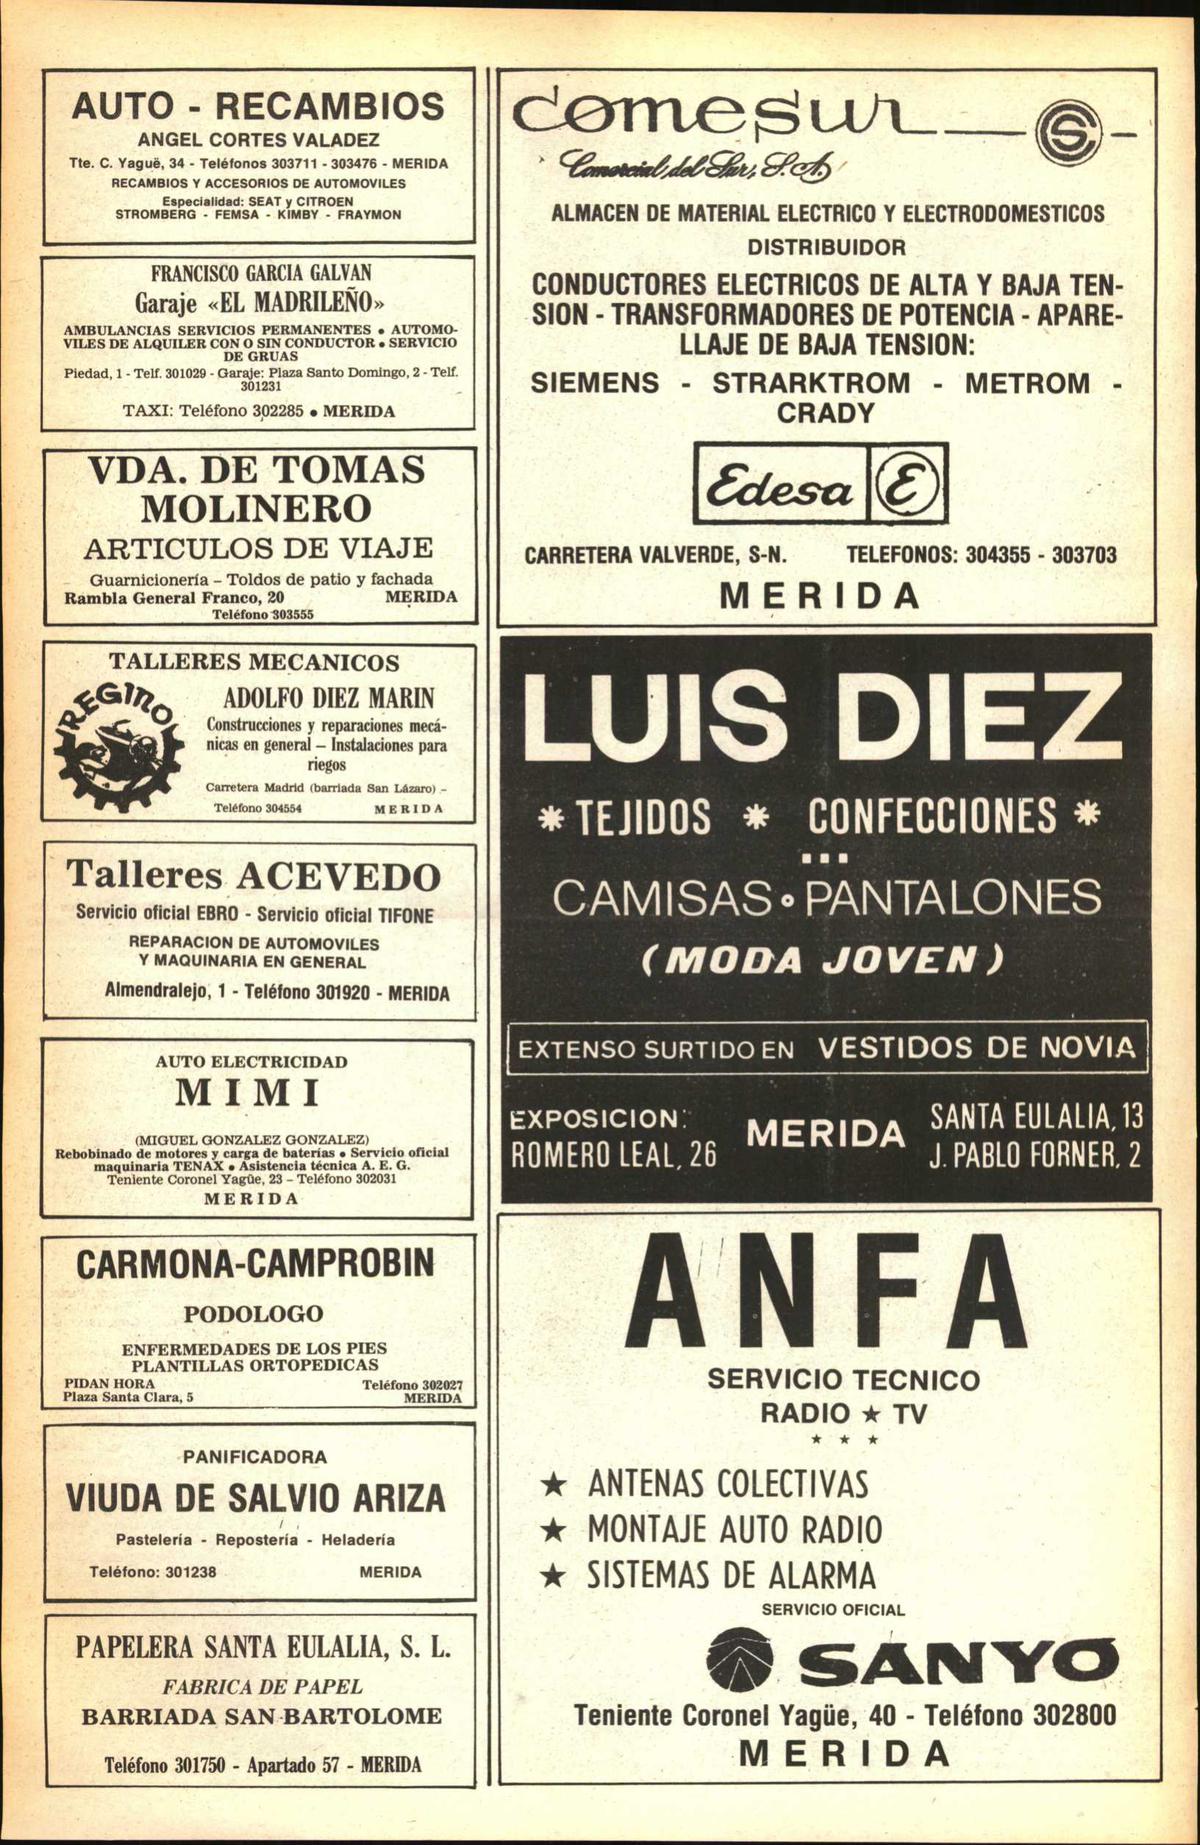 AUTO - RECAMBIOS
ANGEL CORTES VALADEZ
Tte. C. Yaguë, 34 - Teléfonos 303711 - 303476 - MERIDA
RECAMBIOS Y ACCESORIOS DE AUTOMOVILES
Especialidad: SEAT y CITROEN
STROMBERG - FEMSA - KIMBY - FRAYMON
FRANCISCO GARCIA GALVAN
Garaje «EL MADRILEÑO»
AMBULANCIAS SERVICIOS PERMANENTES • AUTOMO-
VILES DE ALQUILER CON O SIN CONDUCTOR • SERVICIO
DE GRUAS
Piedad, 1 - Telf. 301029 - Garaje: Plaza Santo Domingo, 2 - Telf.
301231
TAXI: Teléfono 302285 • MERIDA
VDA. DE TOMAS
MOLINERO
ARTICULOS DE VIAJE
Guarnicionería – Toldos de patio y fachada
Rambla General Franco, 20 MERIDA
Teléfono 303555
TALLERES MECANICOS
REGINO
ADOLFO DIEZ MARIN
Construcciones y reparaciones mecá-
nicas en general – Instalaciones para
riegos
Carretera Madrid (barriada San Lázaro) –
Teléfono 304554 MERIDA
Talleres ACEVEDO
Servicio oficial EBRO - Servicio oficial TIFONE
REPARACION DE AUTOMOVILES
Y MAQUINARIA EN GENERAL
Almendralejo, 1 - Teléfono 301920 - MERIDA
AUTO ELECTRICIDAD
MIMI
(MIGUEL GONZALEZ GONZALEZ)
Rebobinado de motores y carga de baterías • Servicio oficial
maquinaria TENAX • Asistencia técnica A. E. G.
Teniente Coronel Yagüe, 23 – Teléfono 302031
MERIDA
CARMONA-CAMPROBIN
PODOLOGO
ENFERMEDADES DE LOS PIES
PLANTILLAS ORTOPEDICAS
PIDAN HORA Teléfono 302027
Plaza Santa Clara, 5 MERIDA
PANIFICADORA
VIUDA DE SALVIO ARIZA
Pastelería - Repostería - Heladería
Teléfono: 301238 MERIDA
PAPELERA SANTA EULALIA, S. L.
FABRICA DE PAPEL
BARRIADA SAN BARTOLOME
Teléfono 301750 - Apartado 57 - MERIDA
comesur CS
Comercial del Sur, S.A.
ALMACEN DE MATERIAL ELECTRICO Y ELECTRODOMESTICOS
DISTRIBUIDOR
CONDUCTORES ELECTRICOS DE ALTA Y BAJA TEN-
SION - TRANSFORMADORES DE POTENCIA - APARE-
LLAJE DE BAJA TENSION:
SIEMENS - STRARKTROM - METROM -
CRADY
Edesa E
CARRETERA VALVERDE, S-N. TELEFONOS: 304355 - 303703
MERIDA
LUIS DIEZ
* TEJIDOS * CONFECCIONES *
...
CAMISAS • PANTALONES
(MODA JOVEN)
EXTENSO SURTIDO EN VESTIDOS DE NOVIA
EXPOSICION:
ROMERO LEAL, 26
MERIDA
SANTA EULALIA, 13
J. PABLO FORNER, 2
ANFA
SERVICIO TECNICO
RADIO ★ TV
★ ★ ★
★ ANTENAS COLECTIVAS
★ MONTAJE AUTO RADIO
★ SISTEMAS DE ALARMA
SERVICIO OFICIAL
SANYO
Teniente Coronel Yagüe, 40 - Teléfono 302800
MERIDA